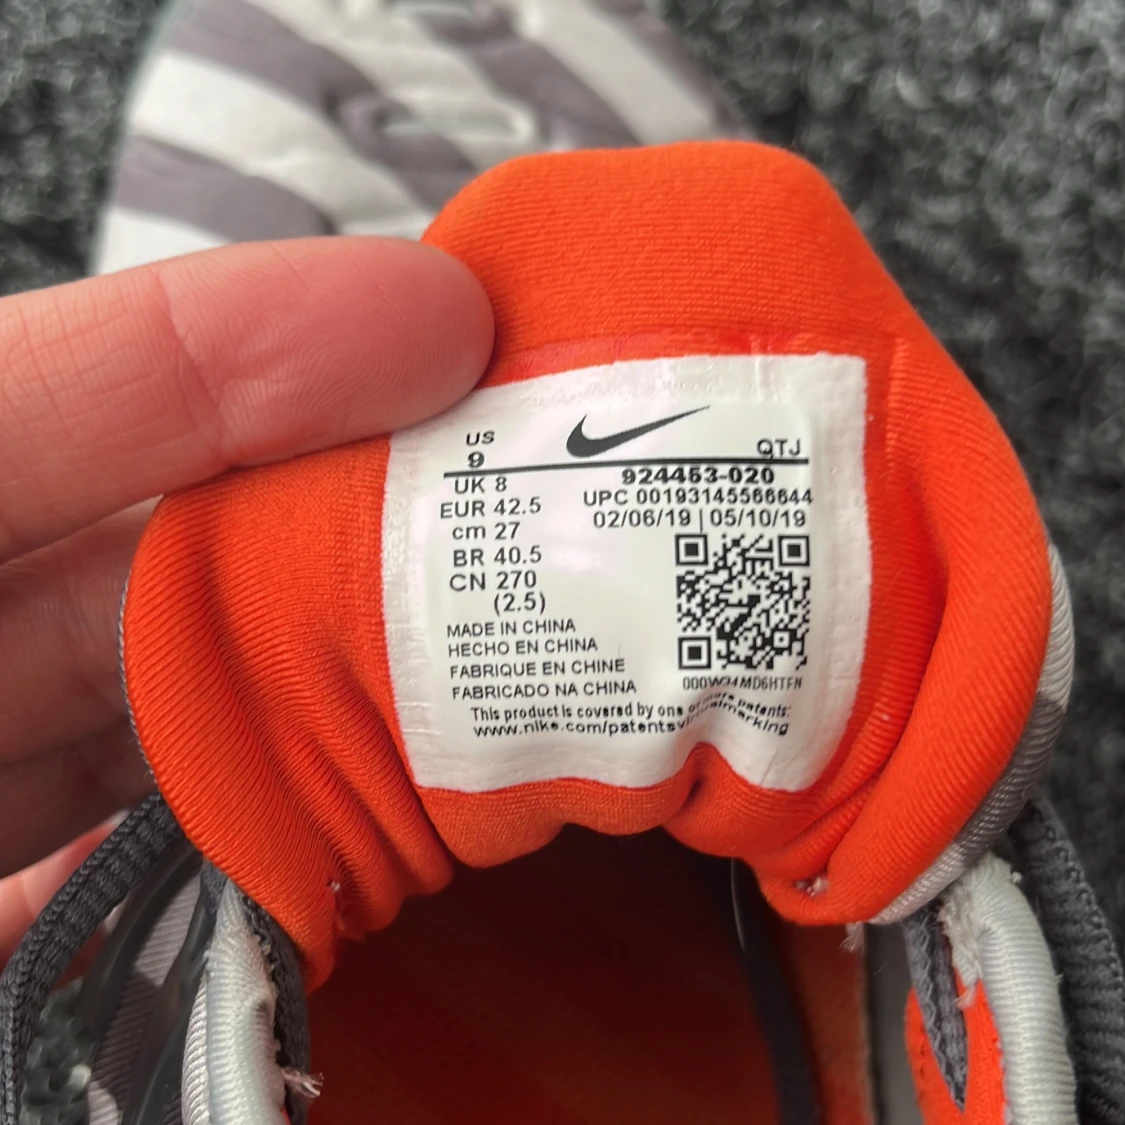 US
9
QTJ
UK 8
EUR 42.5
cm 27
BR 40.5
CN 270
(2.5)
924453-020
UPC 00193145566644
02/06/19 | 05/10/19
MADE IN CHINA
HECHO EN CHINA
FABRIQUE EN CHINE
FABRICADO NA CHINA
This product is covered by one or more patents:
www.nike.com/patentsvirtualmarking